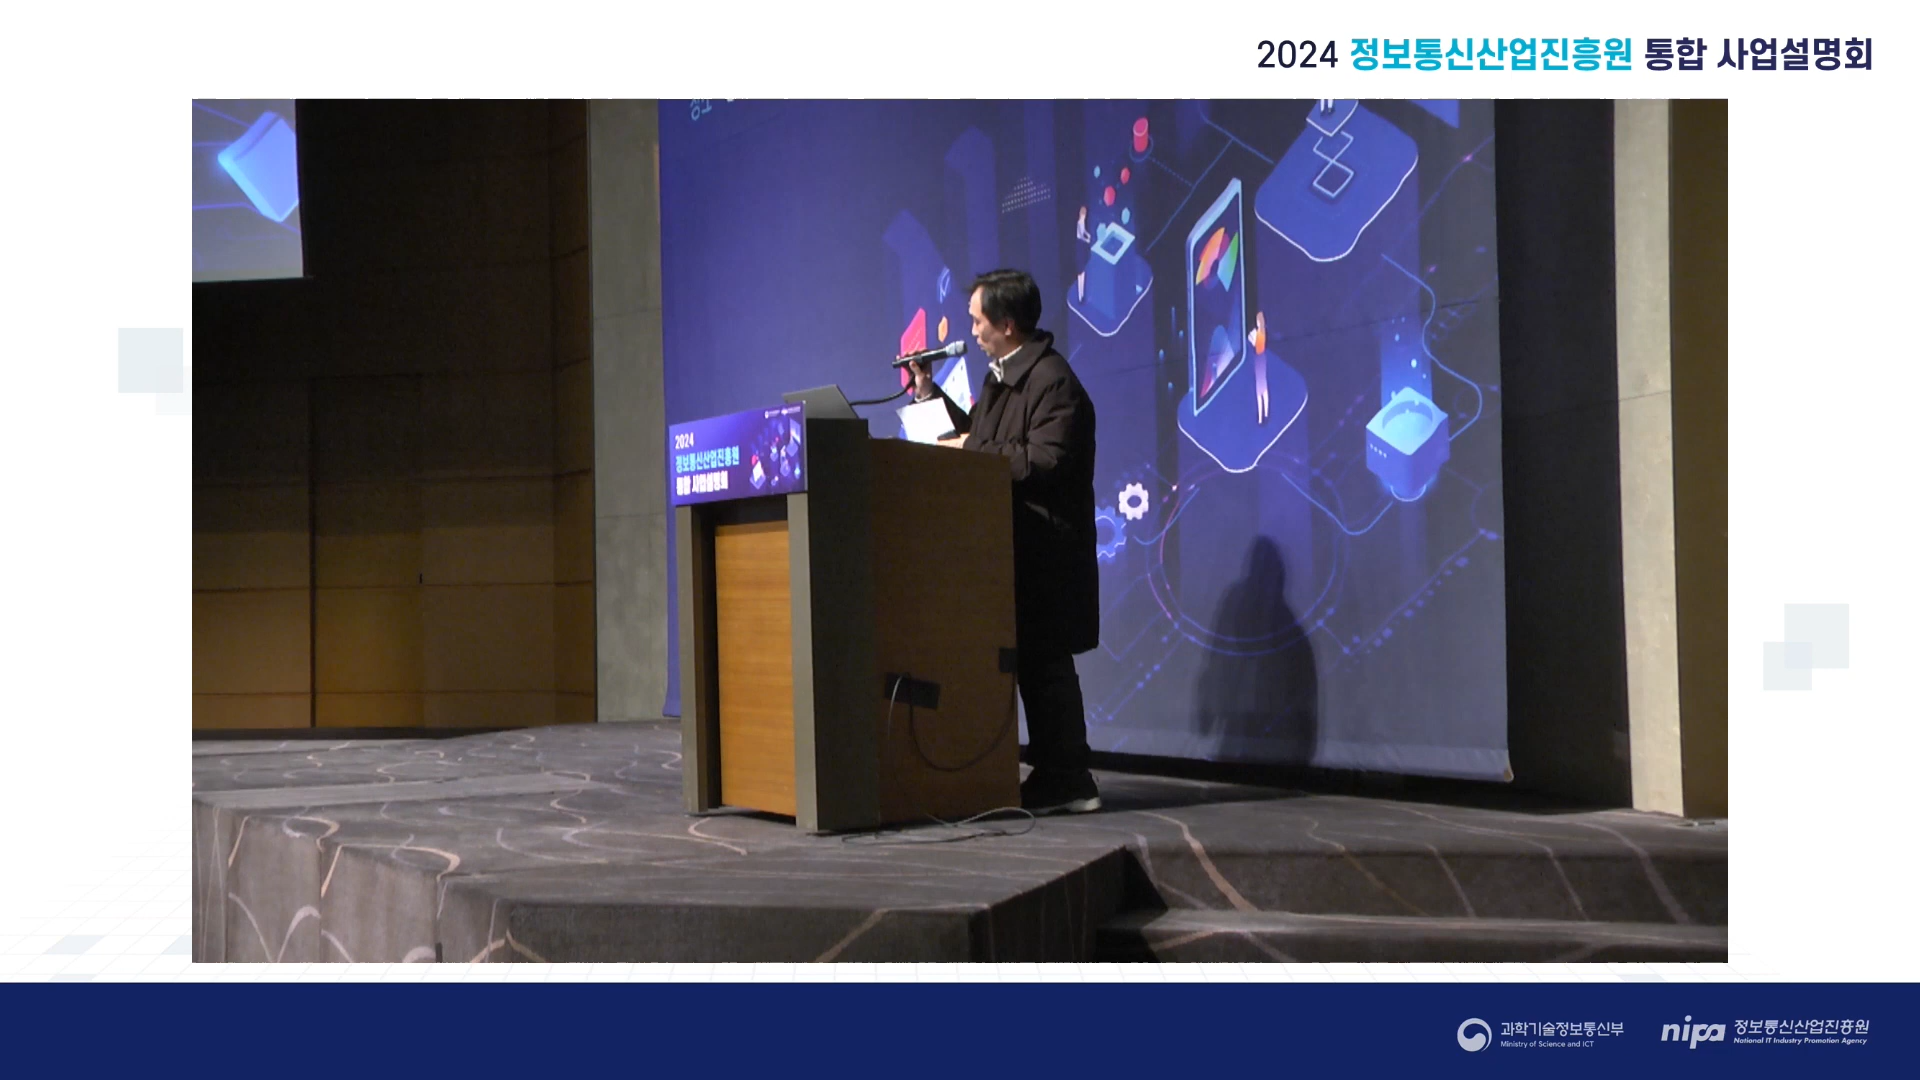 2024 정보통신산업진흥원 통합 사업설명회
2024
정보통신산업진흥원
통합 사업설명회
과학기술정보통신부
Ministry of Science and ICT
nipa 정보통신산업진흥원
National IT Industry Promotion Agency